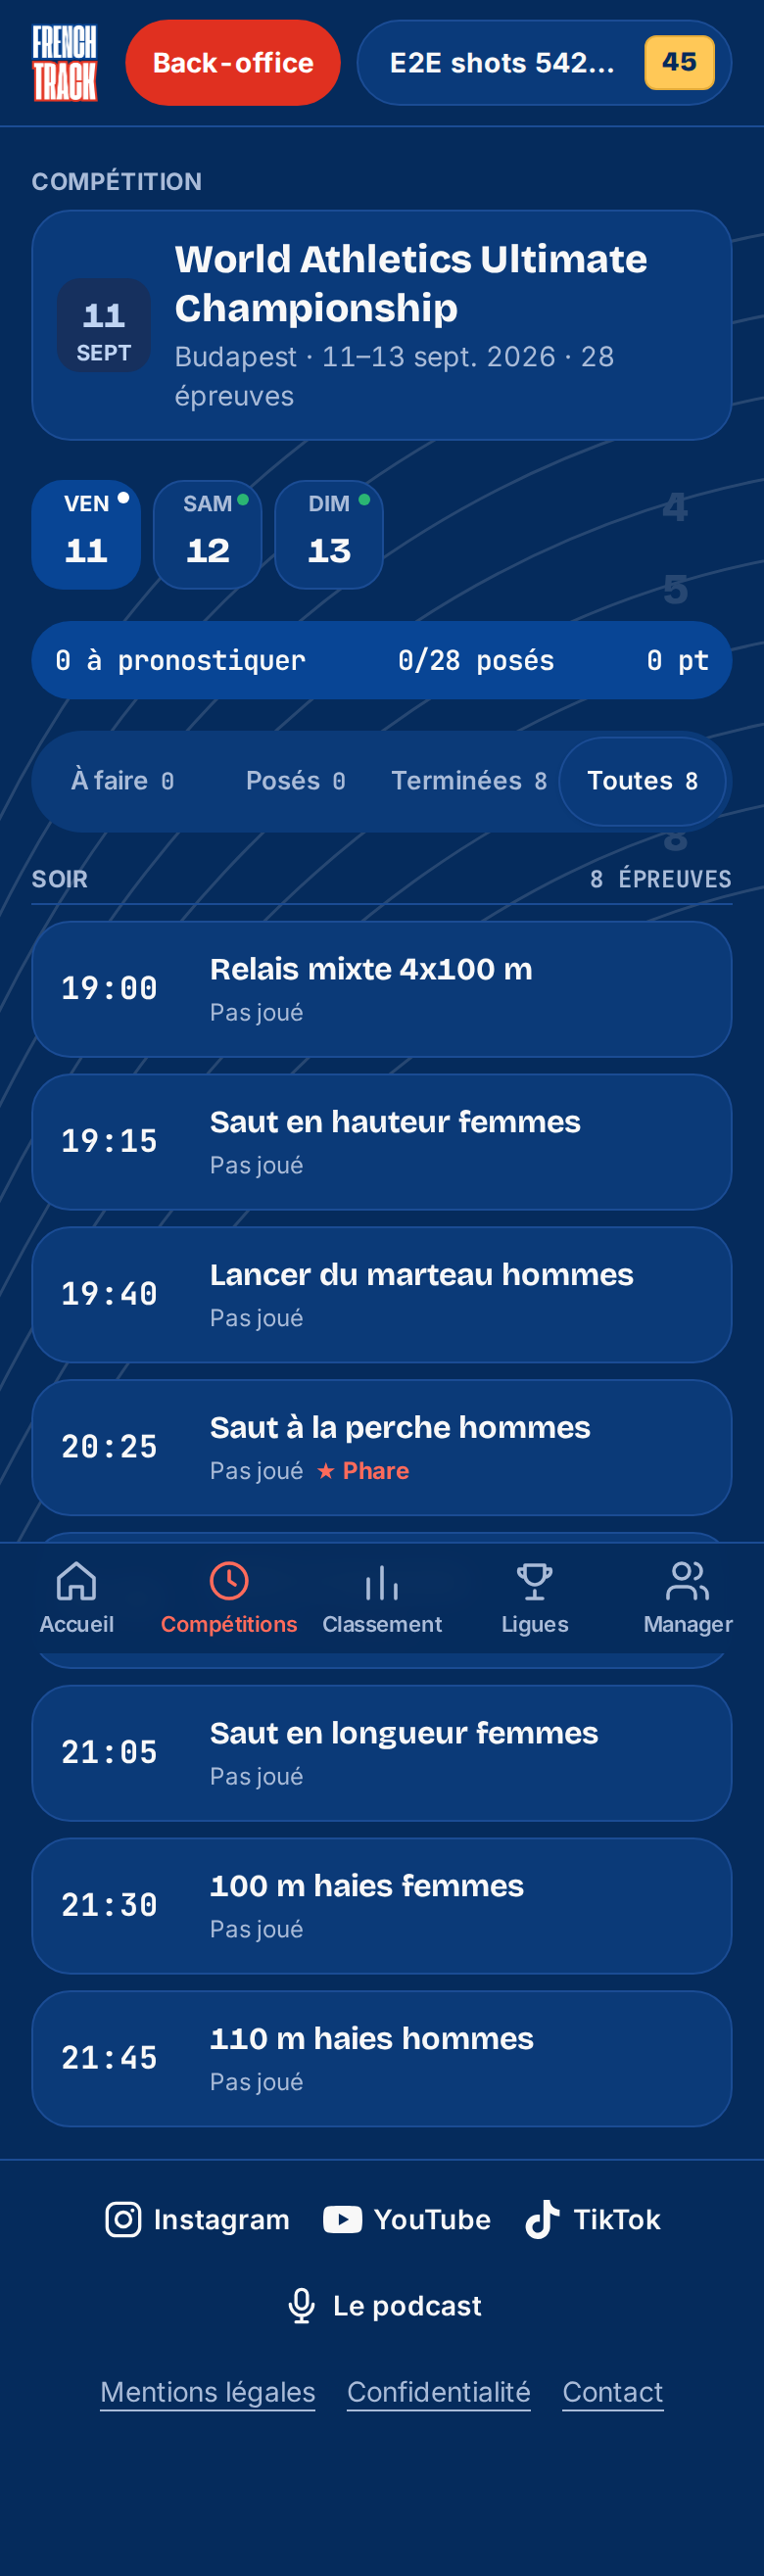 FRENCH
TRACK
Back-office
E2E shots 542...
45
COMPÉTITION
11
SEPT
World Athletics Ultimate
Championship
Budapest · 11–13 sept. 2026 · 28
épreuves
VEN
11
SAM
12
DIM
13
4
5
0 à pronostiquer
0/28 posés
0 pt
À faire 0
Posés 0
Terminées 8
Toutes 8
8
SOIR
8 ÉPREUVES
19:00
Relais mixte 4x100 m
Pas joué
19:15
Saut en hauteur femmes
Pas joué
19:40
Lancer du marteau hommes
Pas joué
20:25
Saut à la perche hommes
Pas joué ★ Phare
Accueil
Compétitions
Classement
Ligues
Manager
21:05
Saut en longueur femmes
Pas joué
21:30
100 m haies femmes
Pas joué
21:45
110 m haies hommes
Pas joué
Instagram
YouTube
TikTok
Le podcast
Mentions légales
Confidentialité
Contact